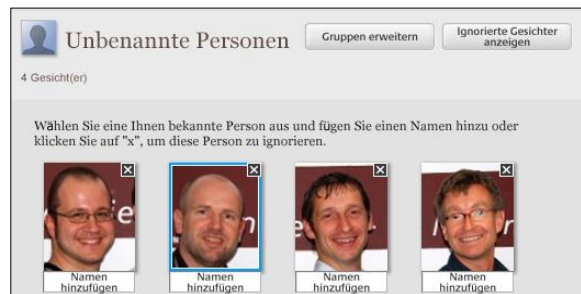 Unbenannte Personen
Gruppen erweitern
Ignorierte Gesichter
anzeigen
4 Gesicht(er)
Wählen Sie eine Ihnen bekannte Person aus und fügen Sie einen Namen hinzu oder
klicken Sie auf "x", um diese Person zu ignorieren.
Namen
hinzufügen
Namen
hinzufügen
Namen
hinzufügen
Namen
hinzufügen